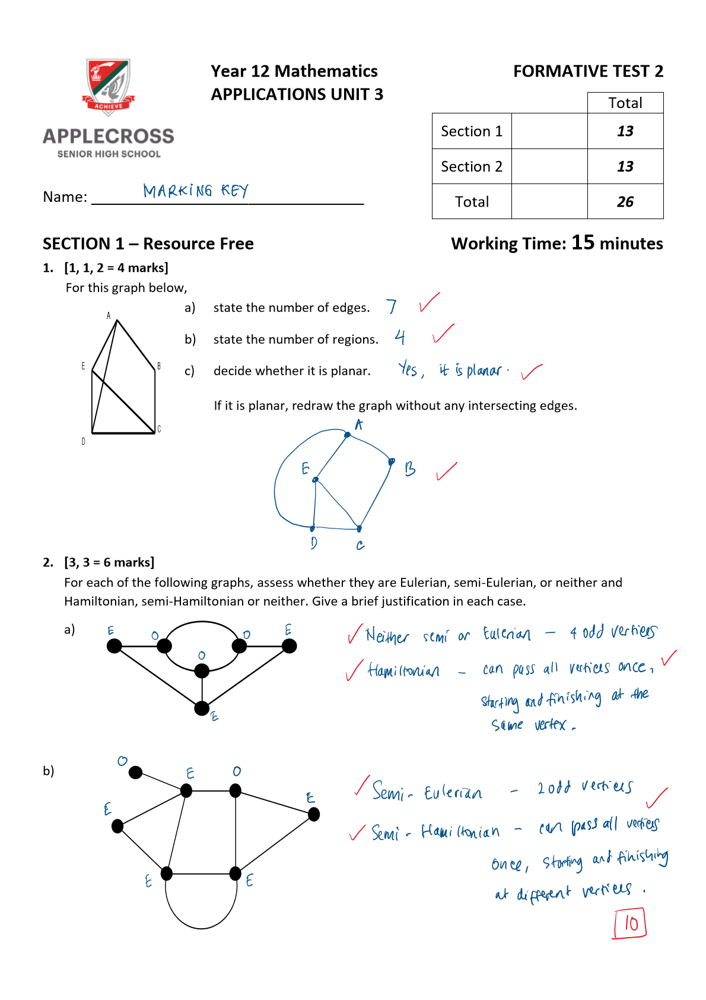 ACHIEVE
APPLECROSS
SENIOR HIGH SCHOOL
Year 12 Mathematics
APPLICATIONS UNIT 3
FORMATIVE TEST 2
Total
Section 1 13
Section 2 13
Total 26
Name: MARKING KEY
SECTION 1 – Resource Free Working Time: 15 minutes
1. [1, 1, 2 = 4 marks]
For this graph below,
a) state the number of edges. 7 ✓
b) state the number of regions. 4 ✓
c) decide whether it is planar. Yes, it is planar. ✓
If it is planar, redraw the graph without any intersecting edges.
A
E B
D C
A
E B ✓
D C
2. [3, 3 = 6 marks]
For each of the following graphs, assess whether they are Eulerian, semi-Eulerian, or neither and
Hamiltonian, semi-Hamiltonian or neither. Give a brief justification in each case.
a)
E O O E
O
E
✓ Neither semi or Eulerian – 4 odd vertices
✓ Hamiltonian – can pass all vertices once, ✓
starting and finishing at the
same vertex.
b)
O
E O
E E
E E
✓ Semi-Eulerian – 2 odd vertices
✓
✓ Semi-Hamiltonian – can pass all vertices
once, starting and finishing
at different vertices.
10